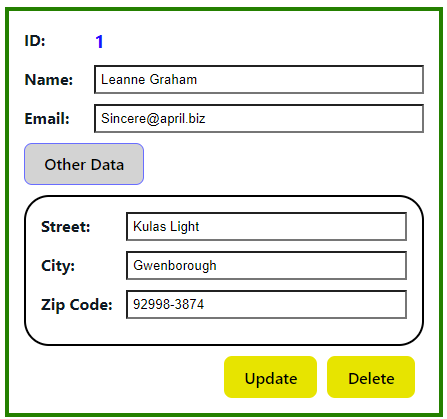 ID: 1
Name: Leanne Graham
Email: Sincere@april.biz
Other Data
Street: Kulas Light
City: Gwenborough
Zip Code: 92998-3874
Update Delete